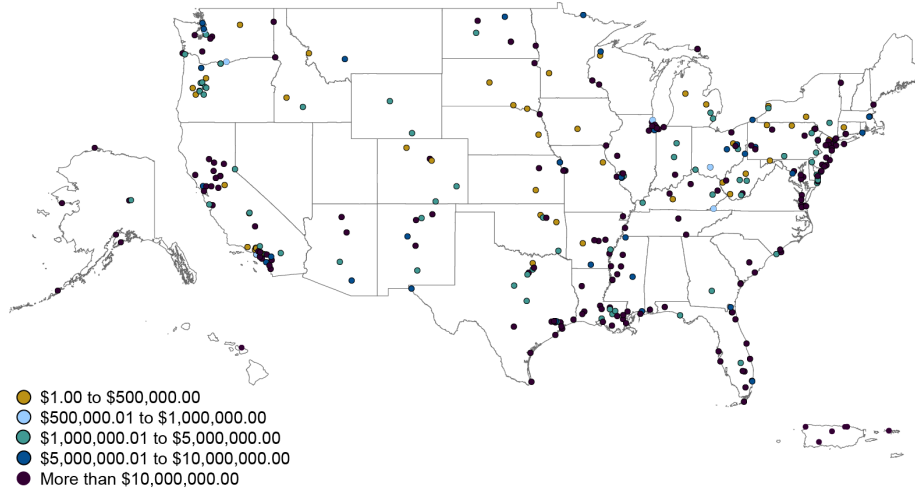 $1.00 to $500,000.00
$500,000.01 to $1,000,000.00
$1,000,000.01 to $5,000,000.00
$5,000,000.01 to $10,000,000.00
More than $10,000,000.00